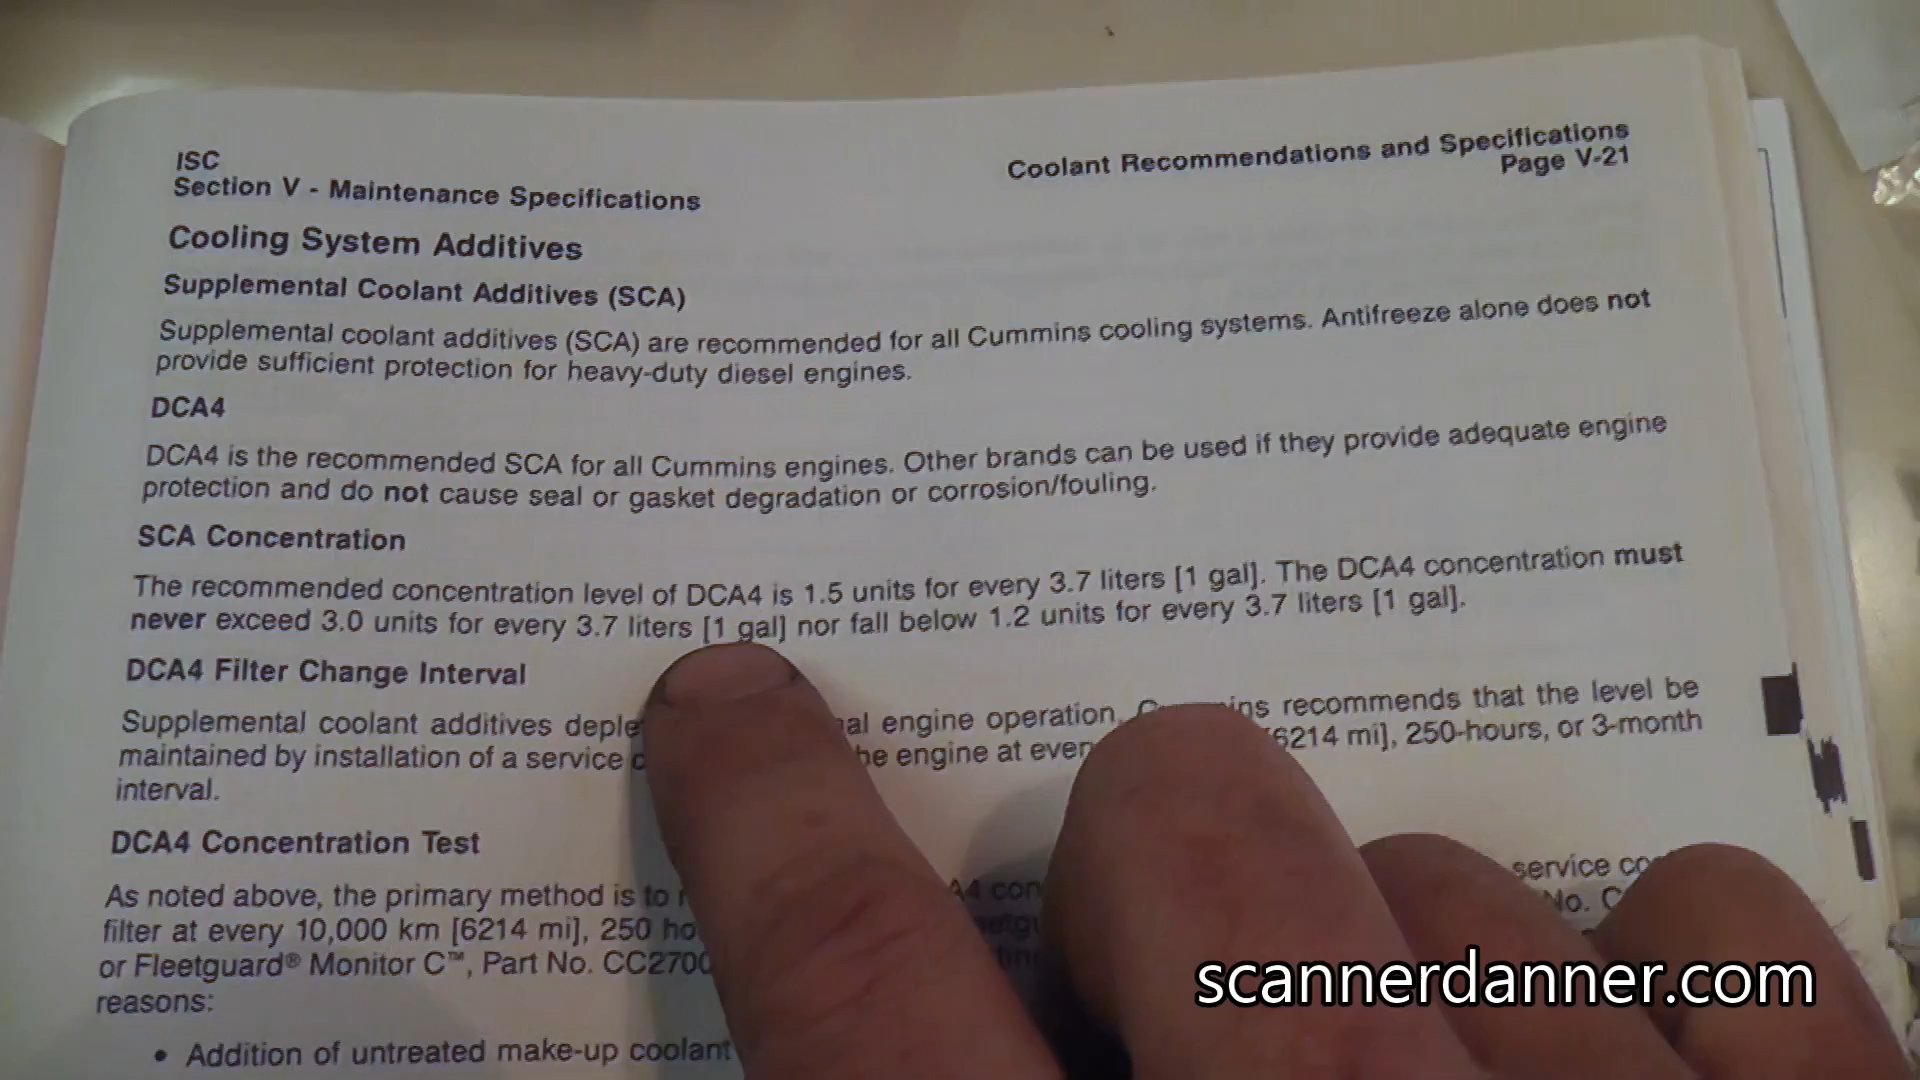 ISC
Section V - Maintenance Specifications
Coolant Recommendations and Specifications
Page V-21
Cooling System Additives
Supplemental Coolant Additives (SCA)
Supplemental coolant additives (SCA) are recommended for all Cummins cooling systems. Antifreeze alone does not
provide sufficient protection for heavy-duty diesel engines.
DCA4
DCA4 is the recommended SCA for all Cummins engines. Other brands can be used if they provide adequate engine
protection and do not cause seal or gasket degradation or corrosion/fouling.
SCA Concentration
The recommended concentration level of DCA4 is 1.5 units for every 3.7 liters [1 gal]. The DCA4 concentration must
never exceed 3.0 units for every 3.7 liters [1 gal] nor fall below 1.2 units for every 3.7 liters [1 gal].
DCA4 Filter Change Interval
Supplemental coolant additives engine operation. recommends that the level be
maintained by installation of a service engine at [6214 mi], 250-hours, or 3-month
interval.
DCA4 Concentration Test
As noted above, the primary method is to service
filter at every 10,000 km [6214 mi], 250 No.
or Fleetguard® Monitor C™, Part No.
reasons:
• Addition of untreated make-up coolant
scannerdanner.com